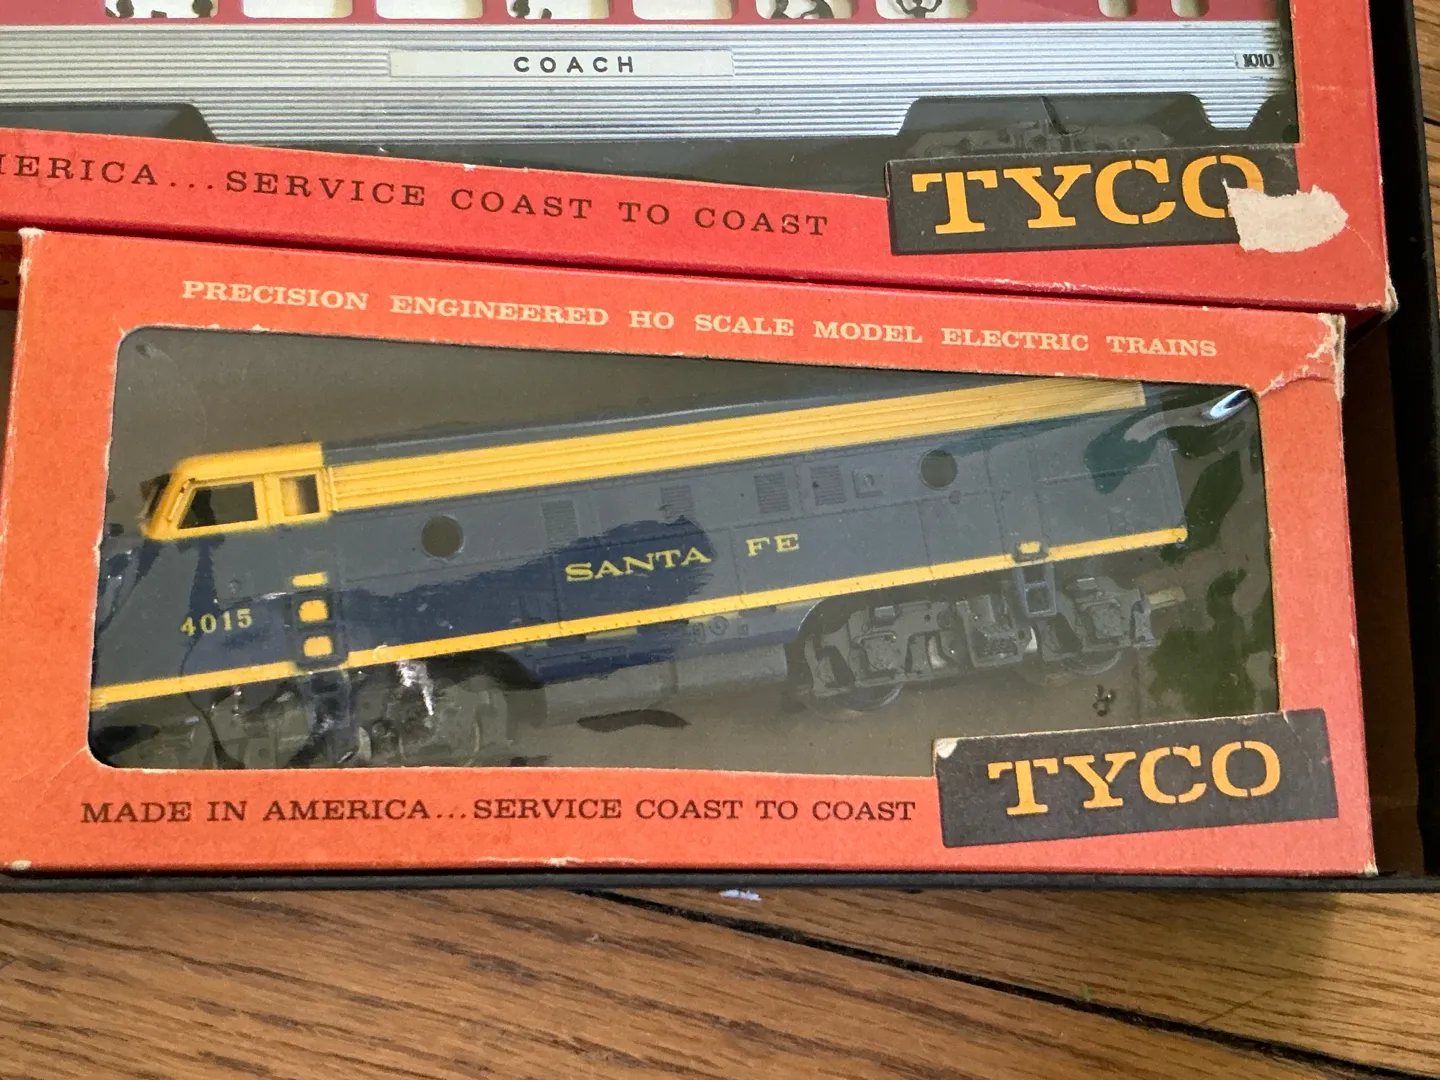 COACH
1010
MERICA...SERVICE COAST TO COAST
TYCO
PRECISION ENGINEERED HO SCALE MODEL ELECTRIC TRAINS
SANTA FE
4015
MADE IN AMERICA...SERVICE COAST TO COAST
TYCO